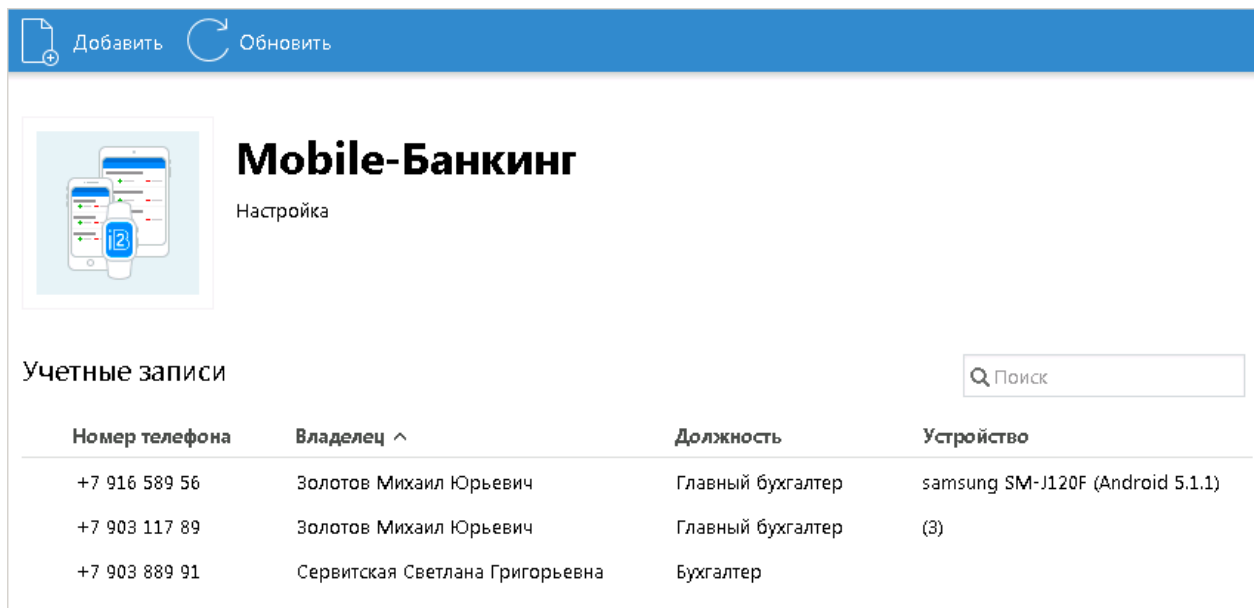 Добавить Обновить
Mobile-Банкинг
Настройка
i2B
Учетные записи
Поиск
Номер телефона Владелец Должность Устройство
+7 916 589 56 Золотов Михаил Юрьевич Главный бухгалтер samsung SM-J120F (Android 5.1.1)
+7 903 117 89 Золотов Михаил Юрьевич Главный бухгалтер (3)
+7 903 889 91 Сервитская Светлана Григорьевна Бухгалтер